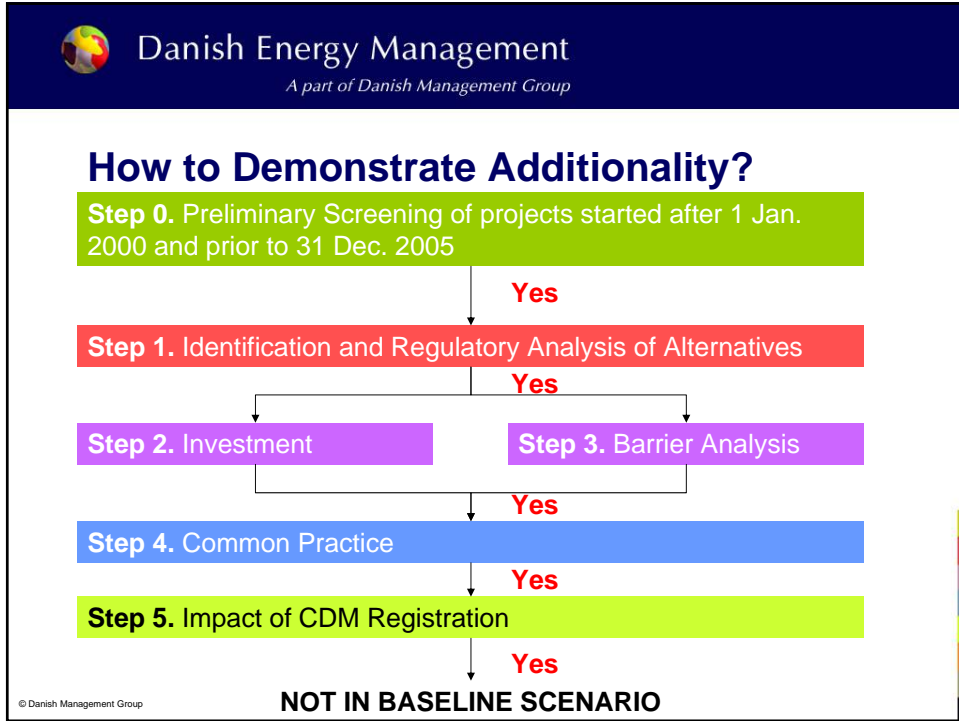 Danish Energy Management
A part of Danish Management Group
How to Demonstrate Additionality?
Step 0. Preliminary Screening of projects started after 1 Jan.
2000 and prior to 31 Dec. 2005
Yes
Step 1. Identification and Regulatory Analysis of Alternatives
Yes
Step 2. Investment
Step 3. Barrier Analysis
Yes
Step 4. Common Practice
Yes
Step 5. Impact of CDM Registration
Yes
NOT IN BASELINE SCENARIO
© Danish Management Group